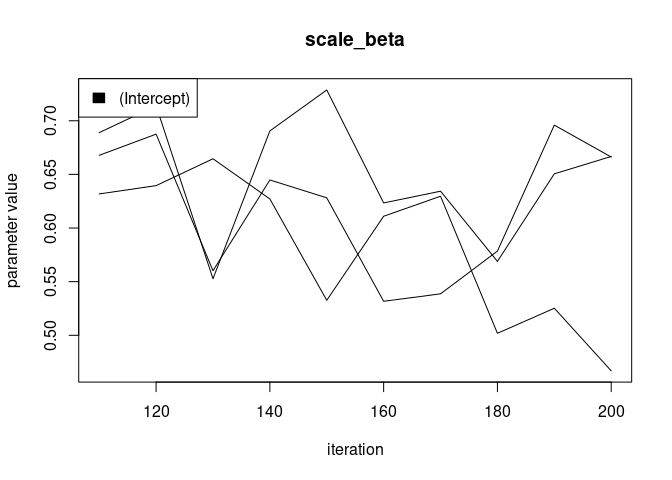 scale_beta
(Intercept)
parameter value
0.70
0.65
0.60
0.55
0.50
120 140 160 180 200
iteration